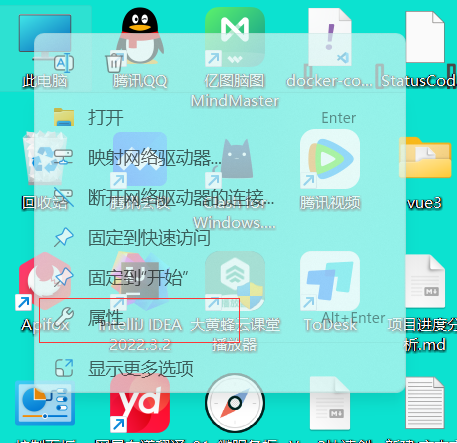 此电脑
腾讯QQ
亿图脑图
MindMaster
docker-co...
StatusCod
打开
Enter
映射网络驱动器...
断开网络驱动器的连接...
回收站
Windows....
腾讯视频
vue3
固定到快速访问
固定到"开始"
属性
Alt+Enter
Apifox
IntelliJ IDEA
2022.3.2
大黄蜂云课堂
播放器
ToDesk
项目进度分
析.md
显示更多选项
yd